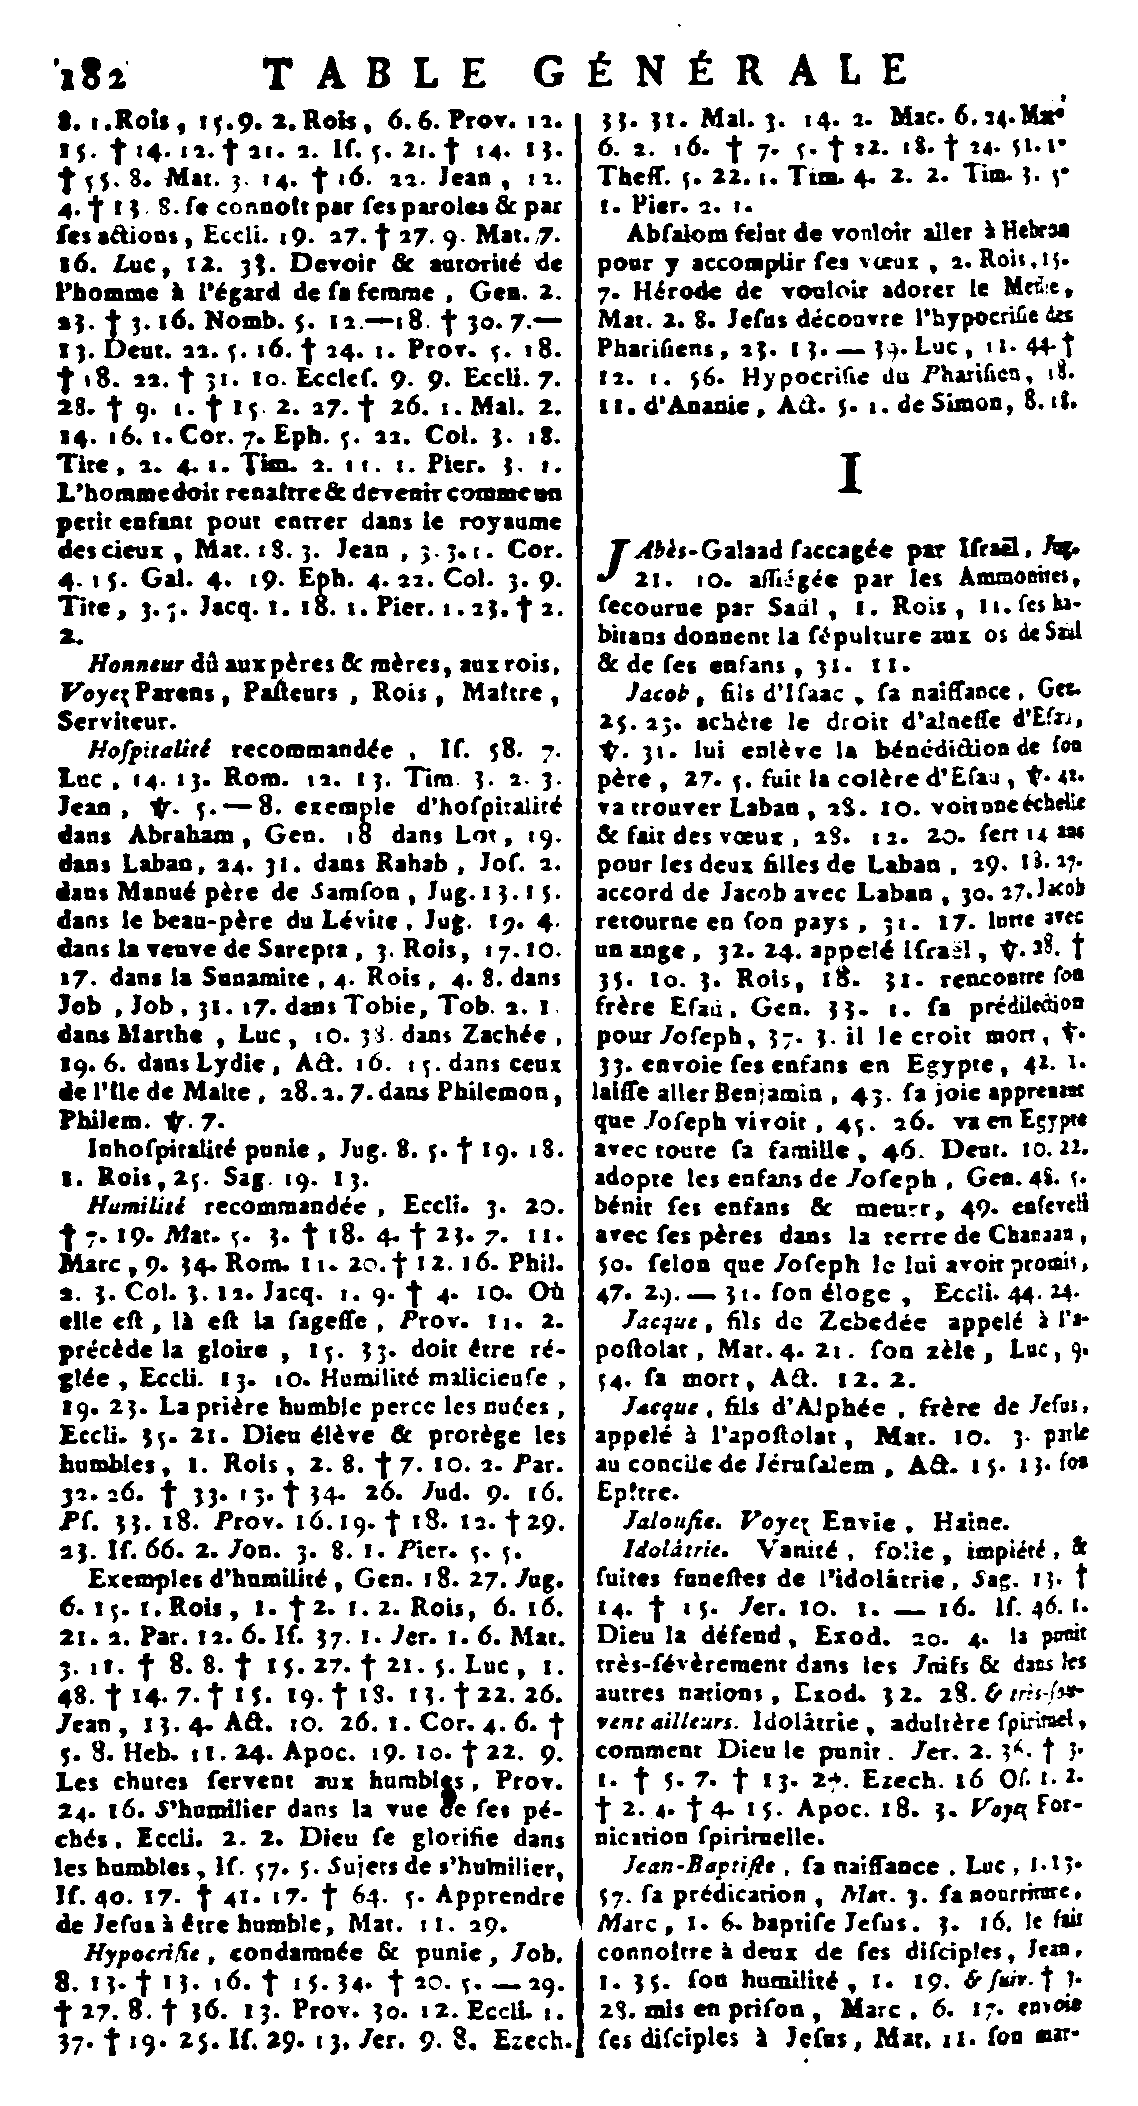 182 TABLE GÉNÉRALE
8. 1. Rois, 15. 9. 2. Rois, 6. 6. Prov. 12.
15. † 14. 12. † 21. 2. Iſ. 5. 21. † 14. 13.
† 55. 8. Mat. 3. 14. † 16. 22. Jean, 12.
4. † 13. 8. ſe connoît par ſes paroles & par
ſes actions, Eccli. 19. 27. † 27. 9. Mat. 7.
16. Luc, 12. 38. Devoir & autorité de
l'homme à l'égard de ſa femme, Gen. 2.
23. † 3. 16. Nomb. 5. 12.—18. † 30. 7.—
13. Deut. 22. 5. 16. † 24. 1. Prov. 5. 18.
† 18. 22. † 31. 10. Eccleſ. 9. 9. Eccli. 7.
28. † 9. 1. † 15. 2. 27. † 26. 1. Mal. 2.
14. 16. 1. Cor. 7. Eph. 5. 22. Col. 3. 18.
Tite, 2. 4. 1. Tim. 2. 11. 1. Pier. 3. 1.
L'homme doit renaître & devenir comme un
petit enfant pour entrer dans le royaume
des cieux, Mat. 18. 3. Jean, 3. 3. 1. Cor.
4. 15. Gal. 4. 19. Eph. 4. 22. Col. 3. 9.
Tite, 3. 5. Jacq. 1. 18. 1. Pier. 1. 23. † 2.
2.
Honneur dû aux pères & mères, aux rois,
Voyez Parens, Paſteurs, Rois, Maître,
Serviteur.
Hoſpitalité recommandée, Iſ. 58. 7.
Luc, 14. 13. Rom. 12. 13. Tim. 3. 2. 3.
Jean, ℣. 5.—8. exemple d'hoſpitalité
dans Abraham, Gen. 18 dans Lot, 19.
dans Laban, 24. 31. dans Rahab, Joſ. 2.
dans Manué père de Samſon, Jug. 13. 15.
dans le beau-père du Lévite, Jug. 19. 4.
dans la veuve de Sarepta, 3. Rois, 17. 10.
17. dans la Sunamite, 4. Rois, 4. 8. dans
Job, Job, 31. 17. dans Tobie, Tob. 2. 1.
dans Marthe, Luc, 10. 38. dans Zachée,
19. 6. dans Lydie, Act. 16. 15. dans ceux
de l'île de Malte, 28. 2. 7. dans Philemon,
Philem. ℣. 7.
Inhoſpitalité punie, Jug. 8. 5. † 19. 18.
1. Rois, 25. Sag. 19. 13.
Humilité recommandée, Eccli. 3. 20.
† 7. 19. Mat. 5. 3. † 18. 4. † 23. 7. 11.
Marc, 9. 34. Rom. 11. 20. † 12. 16. Phil.
2. 3. Col. 3. 12. Jacq. 1. 9. † 4. 10. Où
elle eſt, là eſt la ſageſſe, Prov. 11. 2.
précède la gloire, 15. 33. doit être ré-
glée, Eccli. 13. 10. Humilité malicieuſe,
19. 23. La prière humble perce les nuées,
Eccli. 35. 21. Dieu élève & protège les
humbles, 1. Rois, 2. 8. † 7. 10. 2. Par.
32. 26. † 33. 13. † 34. 26. Jud. 9. 16.
Pſ. 33. 18. Prov. 16. 19. † 18. 12. † 29.
23. Iſ. 66. 2. Jon. 3. 8. 1. Pier. 5. 5.
Exemples d'humilité, Gen. 18. 27. Jug.
6. 15. 1. Rois, 1. † 2. 1. 2. Rois, 6. 16.
21. 2. Par. 12. 6. Iſ. 37. 1. Jer. 1. 6. Mat.
3. 11. † 8. 8. † 15. 27. † 21. 5. Luc, 1.
48. † 14. 7. † 15. 19. † 18. 13. † 22. 26.
Jean, 13. 4. Act. 10. 26. 1. Cor. 4. 6. †
5. 8. Heb. 11. 24. Apoc. 19. 10. † 22. 9.
Les chutes ſervent aux humbles, Prov.
24. 16. S'humilier dans la vue de ſes pé-
chés, Eccli. 2. 2. Dieu ſe glorifie dans
les humbles, Iſ. 57. 5. Sujets de s'humilier,
Iſ. 40. 17. † 41. 17. † 64. 5. Apprendre
de Jeſus à être humble, Mat. 11. 29.
Hypocriſie, condamnée & punie, Job.
8. 13. † 13. 16. † 15. 34. † 20. 5. — 29.
† 27. 8. † 36. 13. Prov. 30. 12. Eccli. 1.
37. † 19. 25. Iſ. 29. 13. Jer. 9. 8. Ezech.
33. 31. Mal. 3. 14. 2. Mac. 6. 24.
6. 2. 16. † 7. 5. † 22. 18. † 24. 51. 1.
Theſſ. 5. 22. 1. Tim. 4. 2. 2. Tim. 3. 5.
1. Pier. 2. 1.
Abſalom feint de vouloir aller à Hebron
pour y accomplir ſes vœux, 2. Rois, 15.
7. Hérode de vouloir adorer le Meſſie,
Mat. 2. 8. Jeſus découvre l'hypocriſie des
Phariſiens, 23. 13. — 39. Luc, 11. 44. †
12. 1. 56. Hypocriſie du Phariſien, 18.
11. d'Ananie, Act. 5. 1. de Simon, 8. 18.
I
JAbès-Galaad ſaccagée par Iſraël, Jug.
21. 10. aſſiégée par les Ammonites,
ſecourue par Saül, 1. Rois, 11. ſes ha-
bitans donnent la ſépulture aux os de Saül
& de ſes enfans, 31. 11.
Jacob, fils d'Iſaac, ſa naiſſance, Gen.
25. 23. achète le droit d'aîneſſe d'Eſaü,
℣. 31. lui enlève la bénédiction de ſon
père, 27. 5. fuit la colère d'Eſaü, ℣. 42.
va trouver Laban, 28. 10. voit une échelle
& fait des vœux, 28. 12. 20. ſert 14 ans
pour les deux filles de Laban, 29. 18. 27.
accord de Jacob avec Laban, 30. 27. Jacob
retourne en ſon pays, 31. 17. lutte avec
un ange, 32. 24. appelé Iſraël, ℣. 28. †
35. 10. 3. Rois, 18. 31. rencontre ſon
frère Eſaü, Gen. 33. 1. ſa prédilection
pour Joſeph, 37. 3. il le croit mort, ℣.
33. envoie ſes enfans en Egypte, 42. 1.
laiſſe aller Benjamin, 43. ſa joie apprenant
que Joſeph vivoit, 45. 26. va en Egypte
avec toute ſa famille, 46. Deut. 10. 22.
adopte les enfans de Joſeph, Gen. 48. 5.
bénit ſes enfans & meurt, 49. enſeveli
avec ſes pères dans la terre de Chanaan,
50. ſelon que Joſeph le lui avoit promis,
47. 29. — 31. ſon éloge, Eccli. 44. 24.
Jacque, fils de Zebedée appelé à l'a-
poſtolat, Mat. 4. 21. ſon zèle, Luc, 9.
54. ſa mort, Act. 12. 2.
Jacque, fils d'Alphée, frère de Jeſus,
appelé à l'apoſtolat, Mat. 10. 3. parle
au concile de Jéruſalem, Act. 15. 13. ſon
Epître.
Jalouſie. Voyez Envie, Haine.
Idolâtrie. Vanité, folie, impiété, &
ſuites funeſtes de l'idolâtrie, Sag. 13. †
14. † 15. Jer. 10. 1. — 16. Iſ. 46. 1.
Dieu la défend, Exod. 20. 4. la punit
très-ſévèrement dans les Juifs & dans les
autres nations, Exod. 32. 28. & très-ſou-
vent ailleurs. Idolâtrie, adultère ſpirituel,
comment Dieu le punit. Jer. 2. 36. † 3.
1. † 5. 7. † 13. 27. Ezech. 16 Oſ. 1. 2.
† 2. 4. † 4. 15. Apoc. 18. 3. Voyez For-
nication ſpirituelle.
Jean-Baptiſte, ſa naiſſance, Luc, 1. 13.
57. ſa prédication, Mat. 3. ſa nourriture,
Marc, 1. 6. baptiſe Jeſus. 3. 16. le fait
connoître à deux de ſes diſciples, Jean,
1. 35. ſon humilité, 1. 19. & ſuiv. † 3.
28. mis en priſon, Marc, 6. 17. envoie
ſes diſciples à Jeſus, Mat. 11. ſon mar-